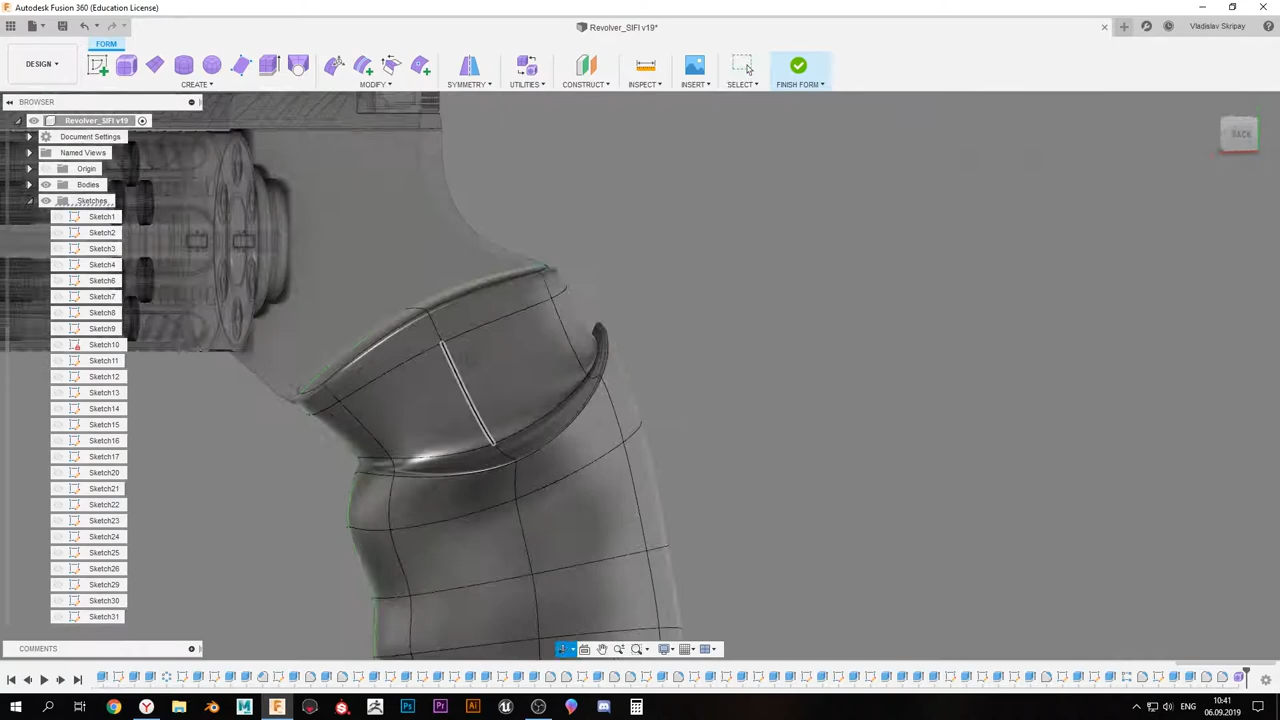 Autodesk Fusion 360 (Education License)
Revolver_SIFI v19*
Vladislav Skripay
FORM
DESIGN
CREATE
MODIFY
SYMMETRY
UTILITIES
CONSTRUCT
INSPECT
INSERT
SELECT
FINISH FORM
BROWSER
Revolver_SIFI v19
Document Settings
Named Views
Origin
Bodies
Sketches
Sketch1
Sketch2
Sketch3
Sketch4
Sketch6
Sketch7
Sketch8
Sketch9
Sketch10
Sketch11
Sketch12
Sketch13
Sketch14
Sketch15
Sketch16
Sketch17
Sketch20
Sketch21
Sketch22
Sketch23
Sketch24
Sketch25
Sketch26
Sketch29
Sketch30
Sketch31
BACK
COMMENTS
Ps
Pr
Ai
ENG
10:41
06.09.2019